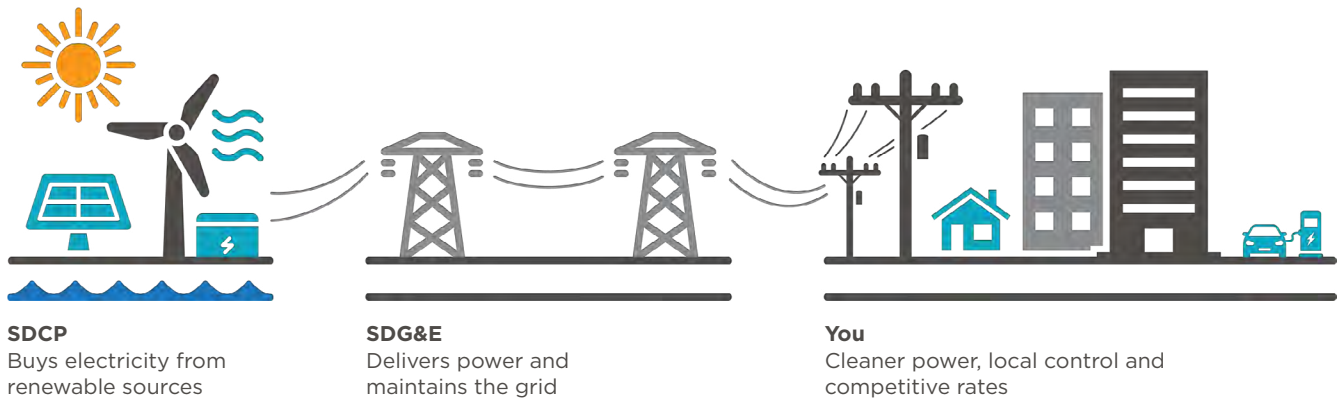 SDCP
Buys electricity from
renewable sources
SDG&E
Delivers power and
maintains the grid
You
Cleaner power, local control and
competitive rates